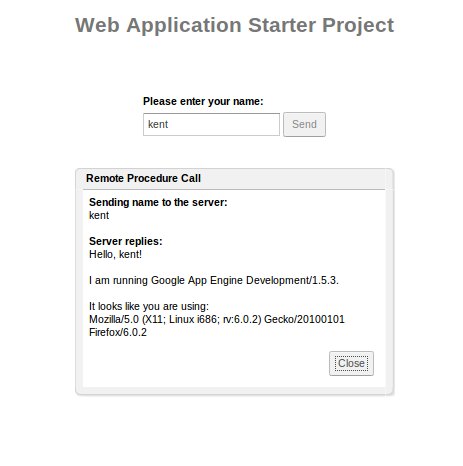 Web Application Starter Project
Please enter your name:
kent
Send
Remote Procedure Call
Sending name to the server:
kent
Server replies:
Hello, kent!
I am running Google App Engine Development/1.5.3.
It looks like you are using:
Mozilla/5.0 (X11; Linux i686; rv:6.0.2) Gecko/20100101
Firefox/6.0.2
Close